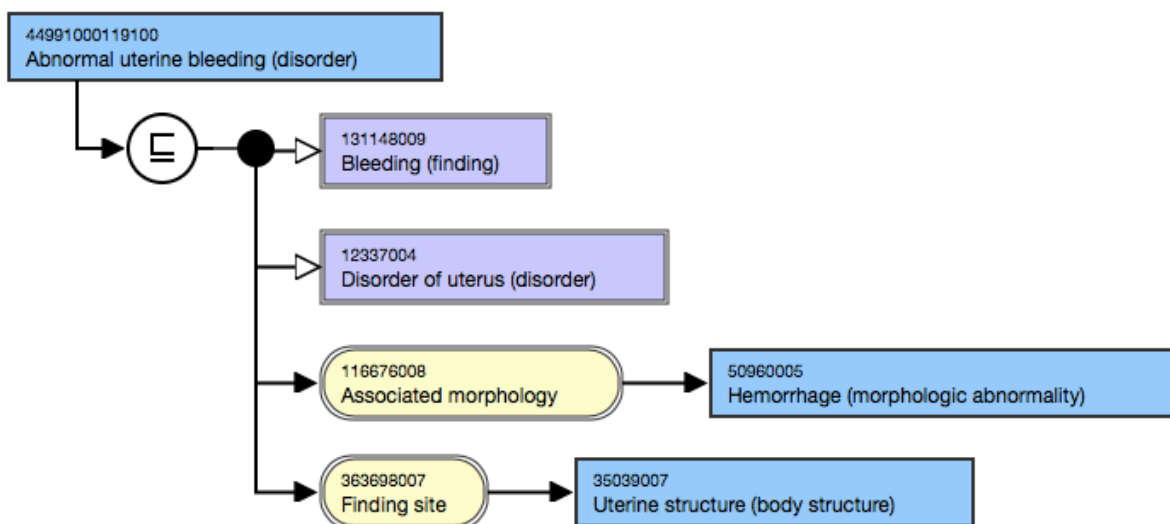 44991000119100
Abnormal uterine bleeding (disorder)
⊑
131148009
Bleeding (finding)
12337004
Disorder of uterus (disorder)
116676008
Associated morphology
50960005
Hemorrhage (morphologic abnormality)
363698007
Finding site
35039007
Uterine structure (body structure)